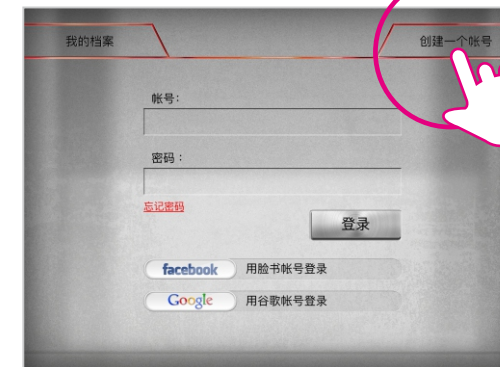 我的档案
创建一个帐号
帐号：
密码：
忘记密码
登录
facebook 用脸书帐号登录
Google 用谷歌帐号登录